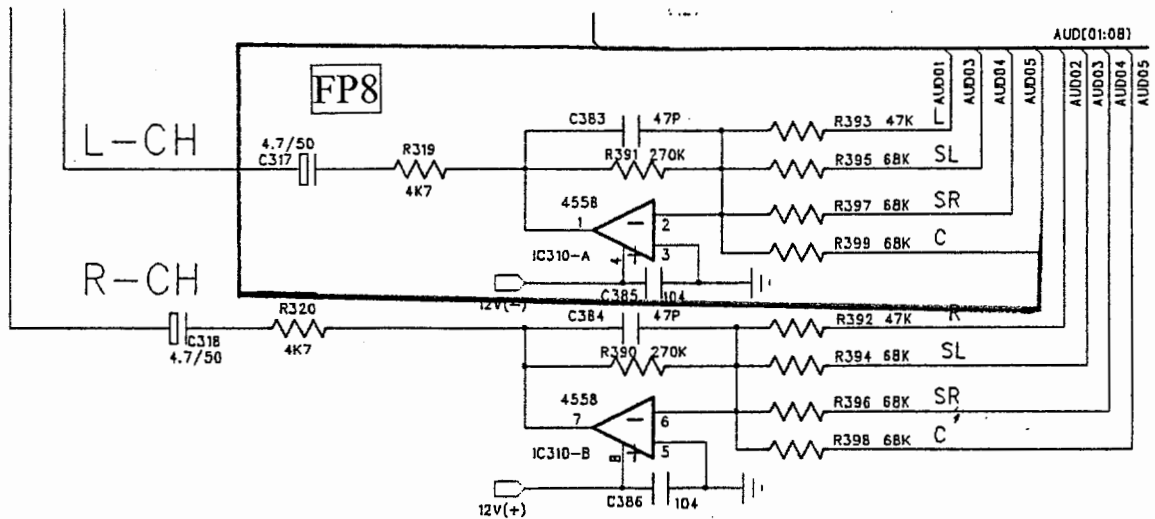 AUD[01:08]
AUD01
AUD03
AUD04
AUD05
AUD02
AUD03
AUD04
AUD05
FP8
L-CH
4.7/50
C317
R319
4K7
C383 47P
R391 270K
4558
1
2
3
4
IC310-A
L
R393 47K
R395 68K SL
R397 68K SR
R399 68K C
12V(-)
C385
104
R-CH
C318
4.7/50
R320
4K7
C384 47P
R390 270K
4558
7
6
5
8
IC310-B
R392 47K
R
R394 68K SL
R396 68K SR
R398 68K C
12V(+)
C386 104